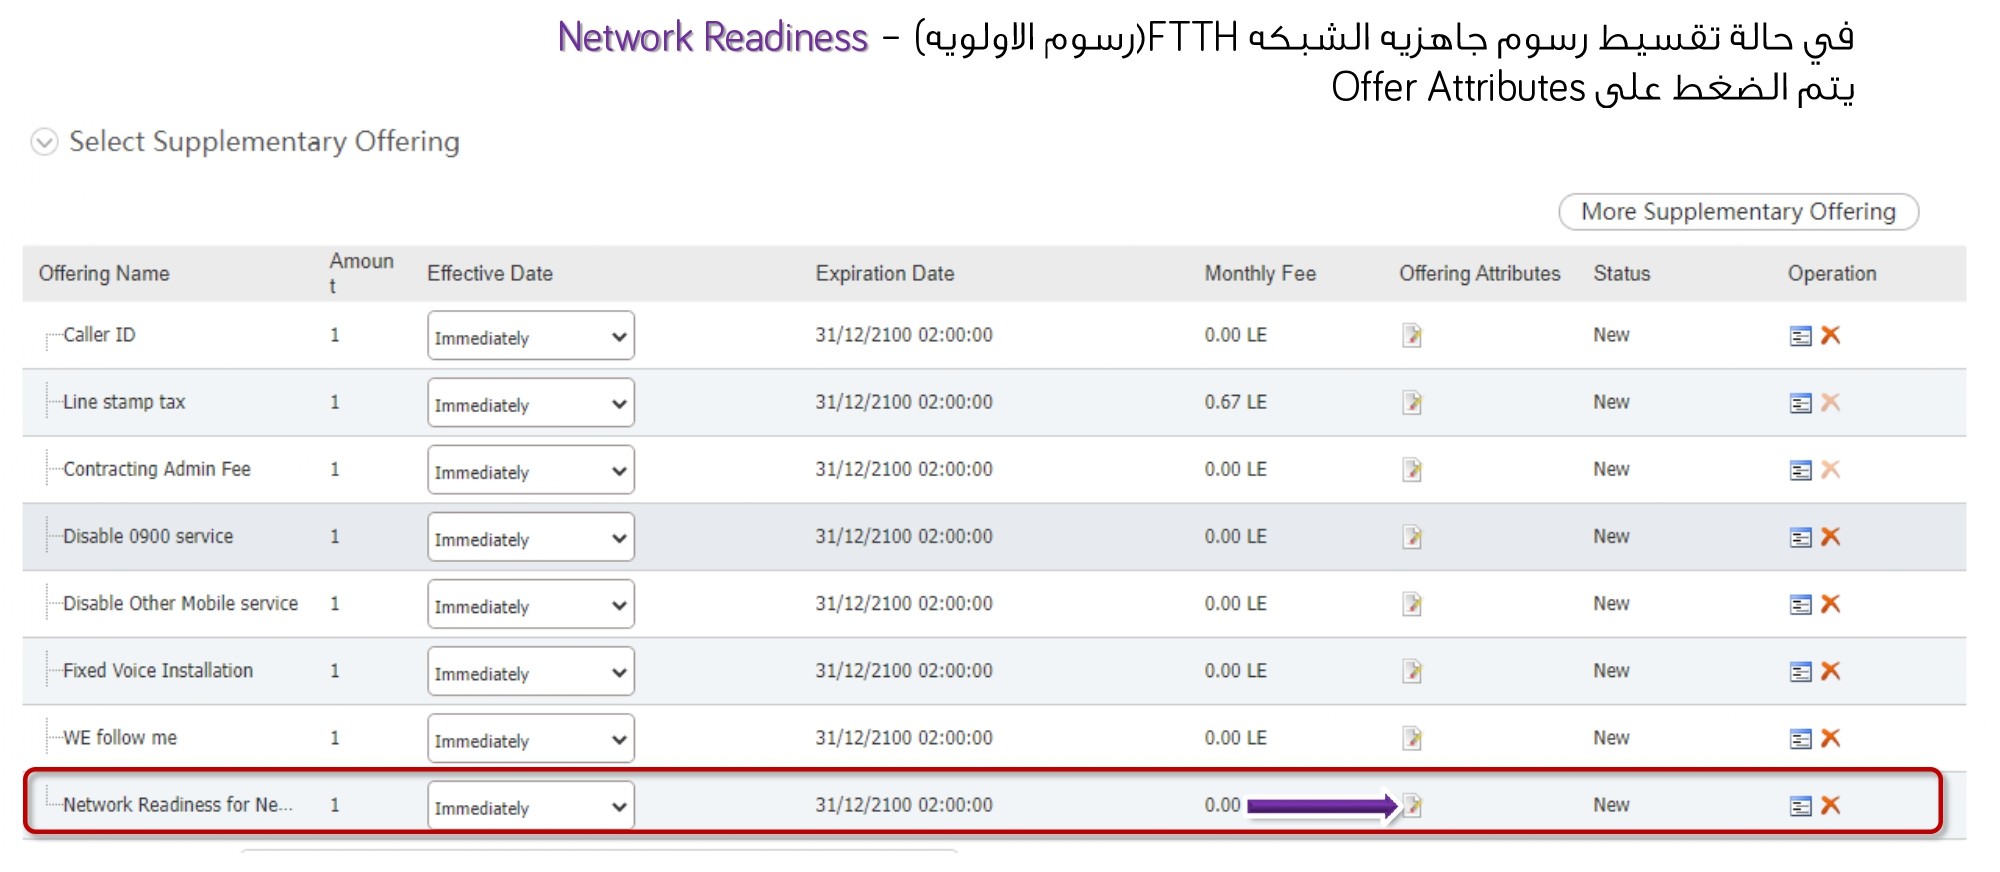 في حالة تقسيط رسوم جاهزيه الشبكه FTTH(رسوم الاولويه) – Network Readiness
يتم الضغط على Offer Attributes
Select Supplementary Offering
More Supplementary Offering
Offering Name Amount Effective Date Expiration Date Monthly Fee Offering Attributes Status Operation
Caller ID 1 Immediately 31/12/2100 02:00:00 0.00 LE New
Line stamp tax 1 Immediately 31/12/2100 02:00:00 0.67 LE New
Contracting Admin Fee 1 Immediately 31/12/2100 02:00:00 0.00 LE New
Disable 0900 service 1 Immediately 31/12/2100 02:00:00 0.00 LE New
Disable Other Mobile service 1 Immediately 31/12/2100 02:00:00 0.00 LE New
Fixed Voice Installation 1 Immediately 31/12/2100 02:00:00 0.00 LE New
WE follow me 1 Immediately 31/12/2100 02:00:00 0.00 LE New
Network Readiness for Ne... 1 Immediately 31/12/2100 02:00:00 0.00 New